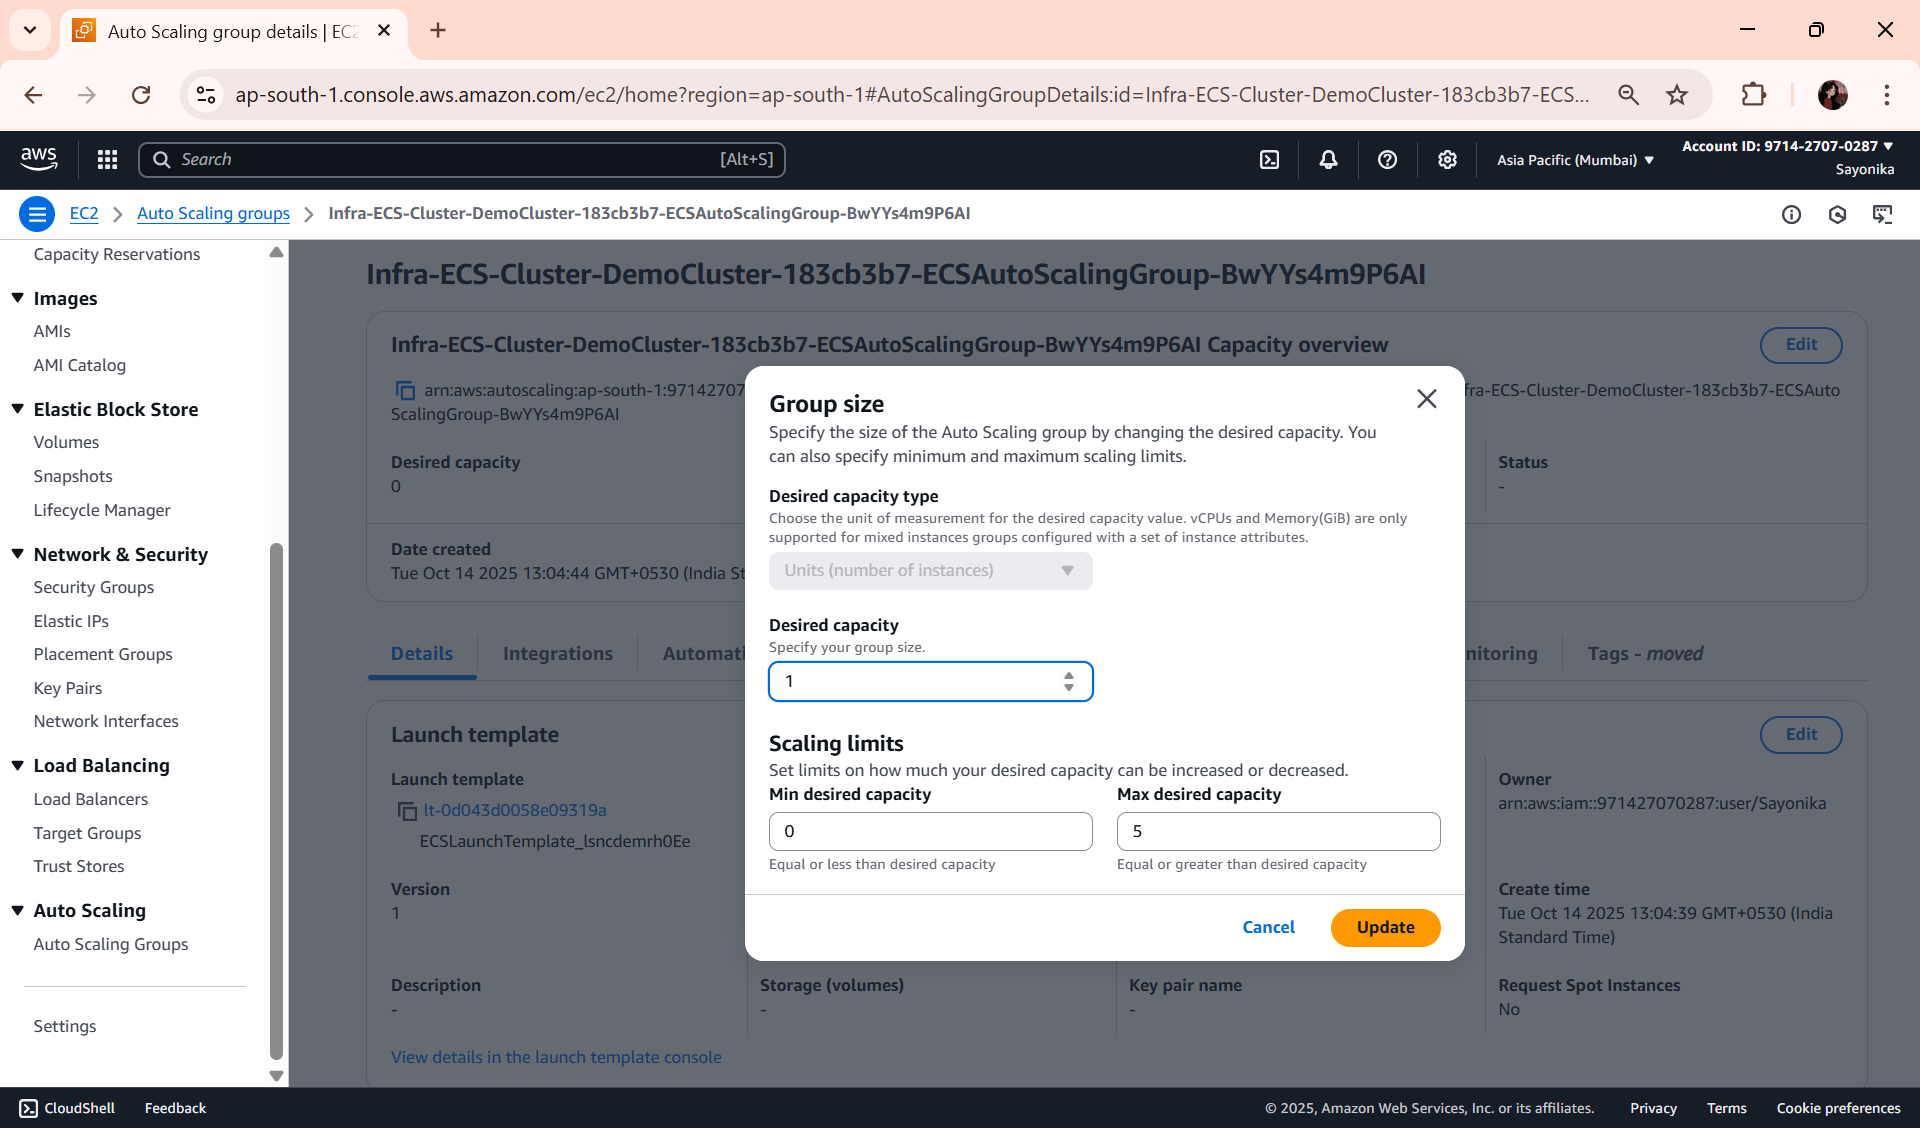 Auto Scaling group details | EC2
ap-south-1.console.aws.amazon.com/ec2/home?region=ap-south-1#AutoScalingGroupDetails:id=Infra-ECS-Cluster-DemoCluster-183cb3b7-ECS...
aws
Search
[Alt+S]
Asia Pacific (Mumbai)
Account ID: 9714-2707-0287
Sayonika
EC2
Auto Scaling groups
Infra-ECS-Cluster-DemoCluster-183cb3b7-ECSAutoScalingGroup-BwYYs4m9P6AI
Capacity Reservations
Images
AMIs
AMI Catalog
Elastic Block Store
Volumes
Snapshots
Lifecycle Manager
Network & Security
Security Groups
Elastic IPs
Placement Groups
Key Pairs
Network Interfaces
Load Balancing
Load Balancers
Target Groups
Trust Stores
Auto Scaling
Auto Scaling Groups
Settings
Infra-ECS-Cluster-DemoCluster-183cb3b7-ECSAutoScalingGroup-BwYYs4m9P6AI
Infra-ECS-Cluster-DemoCluster-183cb3b7-ECSAutoScalingGroup-BwYYs4m9P6AI Capacity overview
Edit
arn:aws:autoscaling:ap-south-1:97142707
fra-ECS-Cluster-DemoCluster-183cb3b7-ECSAuto
ScalingGroup-BwYYs4m9P6AI
Desired capacity
0
Status
-
Date created
Tue Oct 14 2025 13:04:44 GMT+0530 (India St
Details
Integrations
Automati
nitoring
Tags - moved
Launch template
Edit
Launch template
lt-0d043d0058e09319a
ECSLaunchTemplate_lsncdemrh0Ee
Owner
arn:aws:iam::971427070287:user/Sayonika
Version
1
Create time
Tue Oct 14 2025 13:04:39 GMT+0530 (India
Standard Time)
Description
-
Storage (volumes)
-
Key pair name
-
Request Spot Instances
No
View details in the launch template console
Group size
Specify the size of the Auto Scaling group by changing the desired capacity. You
can also specify minimum and maximum scaling limits.
Desired capacity type
Choose the unit of measurement for the desired capacity value. vCPUs and Memory(GiB) are only
supported for mixed instances groups configured with a set of instance attributes.
Units (number of instances)
Desired capacity
Specify your group size.
1
Scaling limits
Set limits on how much your desired capacity can be increased or decreased.
Min desired capacity
0
Equal or less than desired capacity
Max desired capacity
5
Equal or greater than desired capacity
Cancel
Update
CloudShell
Feedback
© 2025, Amazon Web Services, Inc. or its affiliates.
Privacy
Terms
Cookie preferences